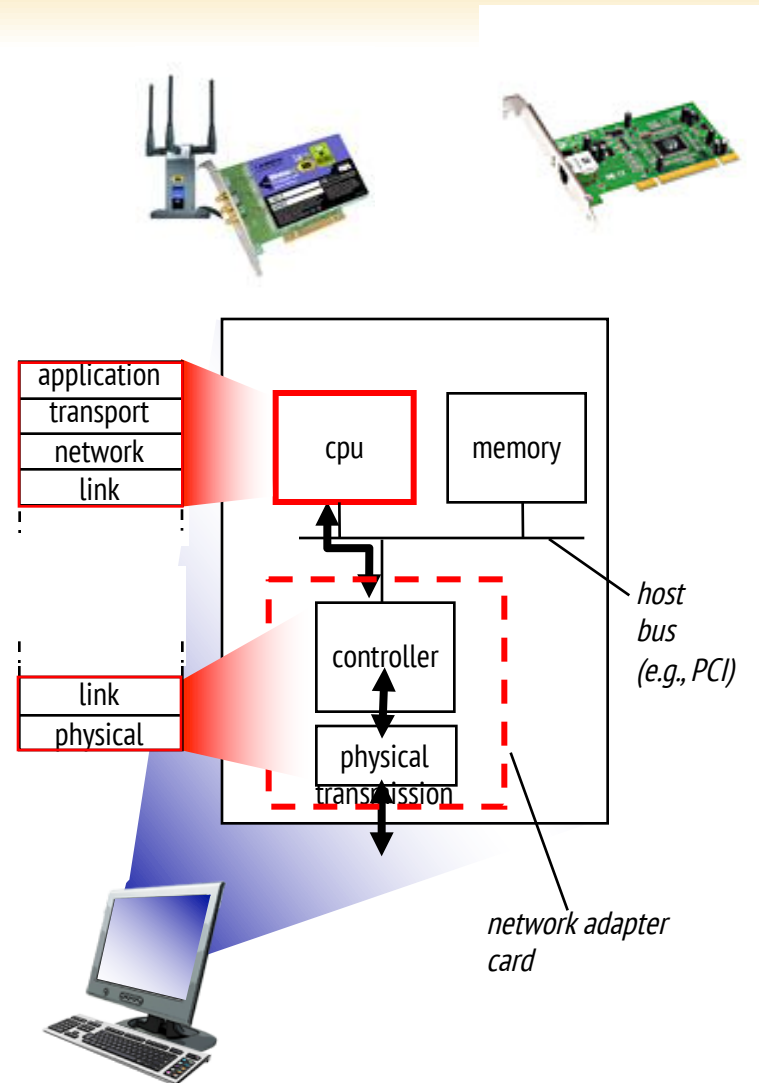 application
transport
network
link
cpu
memory
host
bus
(e.g., PCI)
controller
link
physical
physical
transmission
network adapter
card